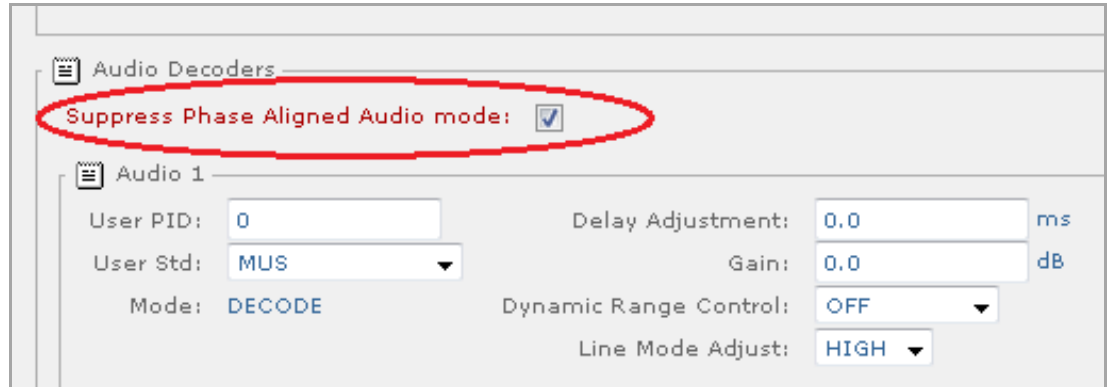 Audio Decoders
Suppress Phase Aligned Audio mode:
Audio 1
User PID: 0 Delay Adjustment: 0.0 ms
User Std: MUS Gain: 0.0 dB
Mode: DECODE Dynamic Range Control: OFF
Line Mode Adjust: HIGH